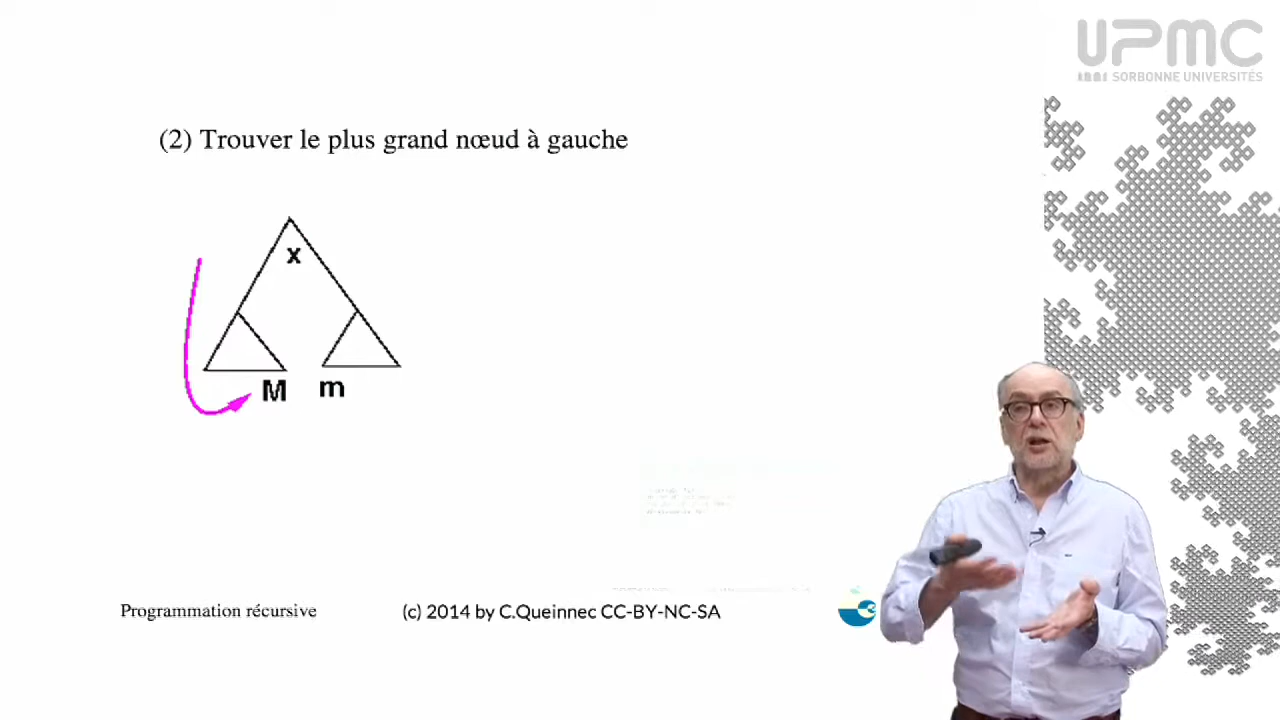 UPMC
SORBONNE UNIVERSITÉS
(2) Trouver le plus grand nœud à gauche
x
M m
Programmation récursive (c) 2014 by C.Queinnec CC-BY-NC-SA